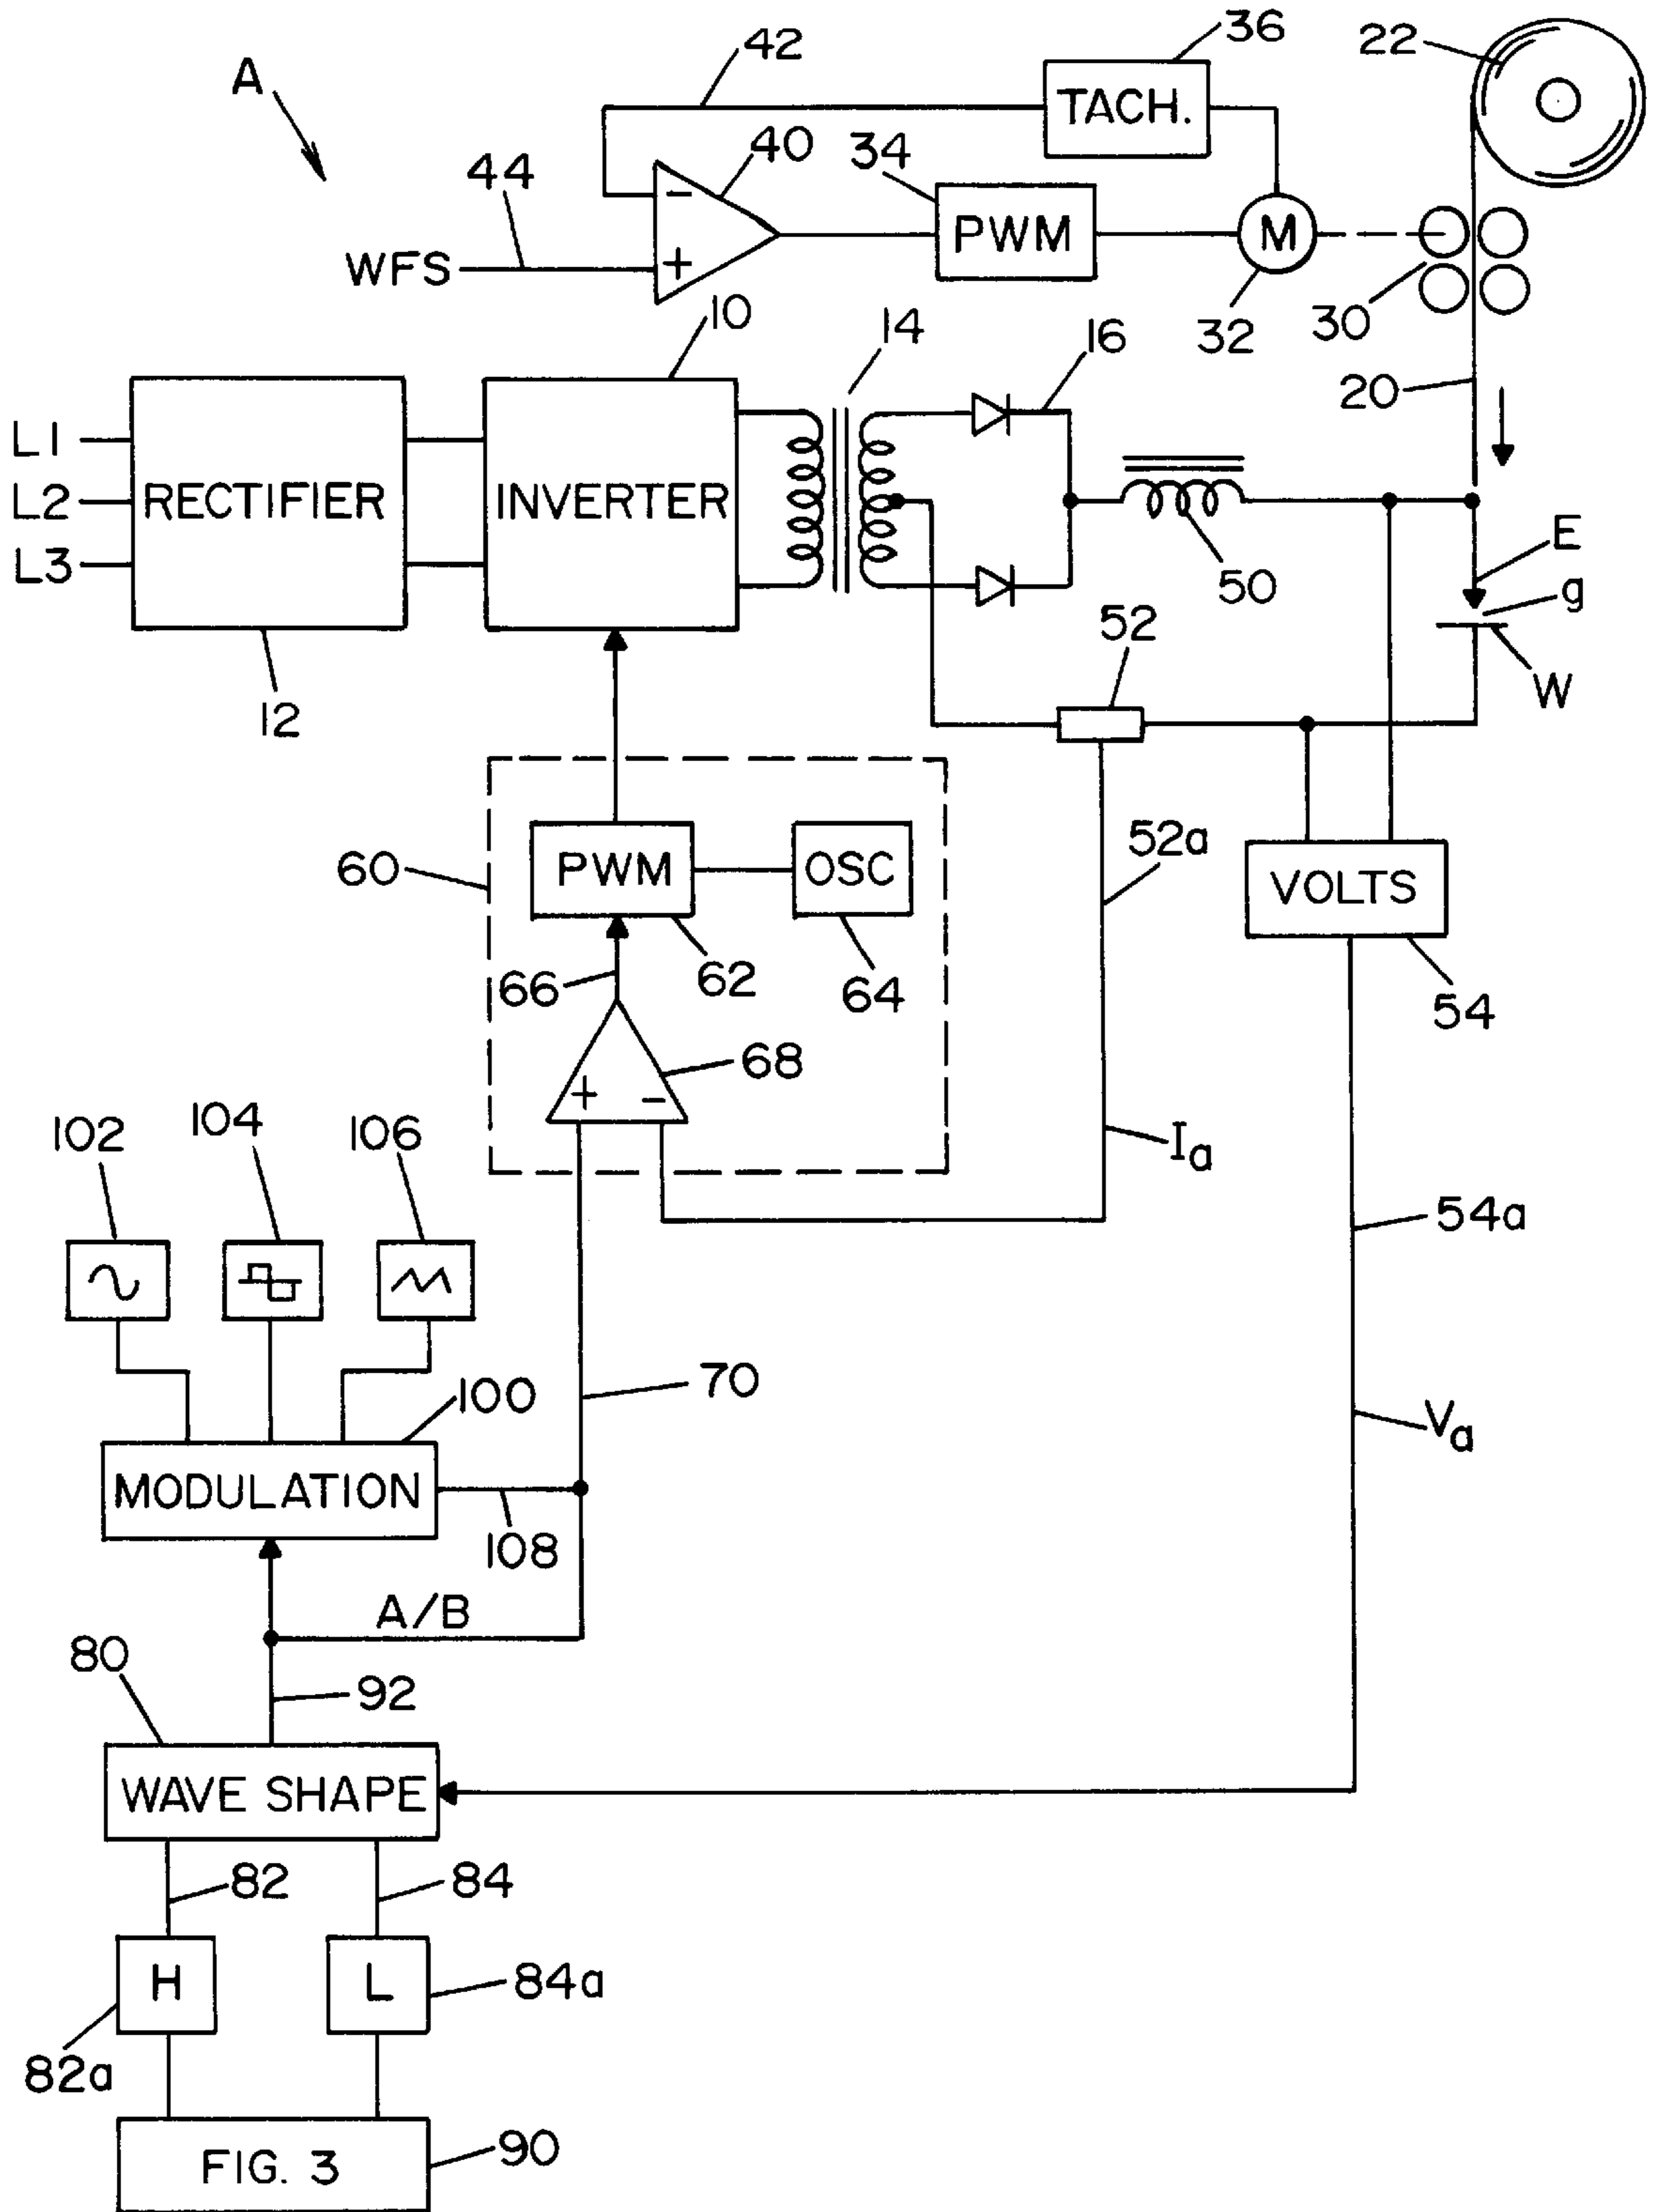 A
42
36
22
TACH.
40
34
44
-
+
PWM
M
WFS
10
14
16
32
30
20
L1
L2
L3
RECTIFIER
INVERTER
50
E
g
W
12
52
60
PWM
OSC
52a
VOLTS
66
62
64
54
68
+ -
102
104
106
Ia
54a
70
100
Va
MODULATION
108
A/B
80
92
WAVE SHAPE
82
84
H
L
84a
82a
FIG. 3
90